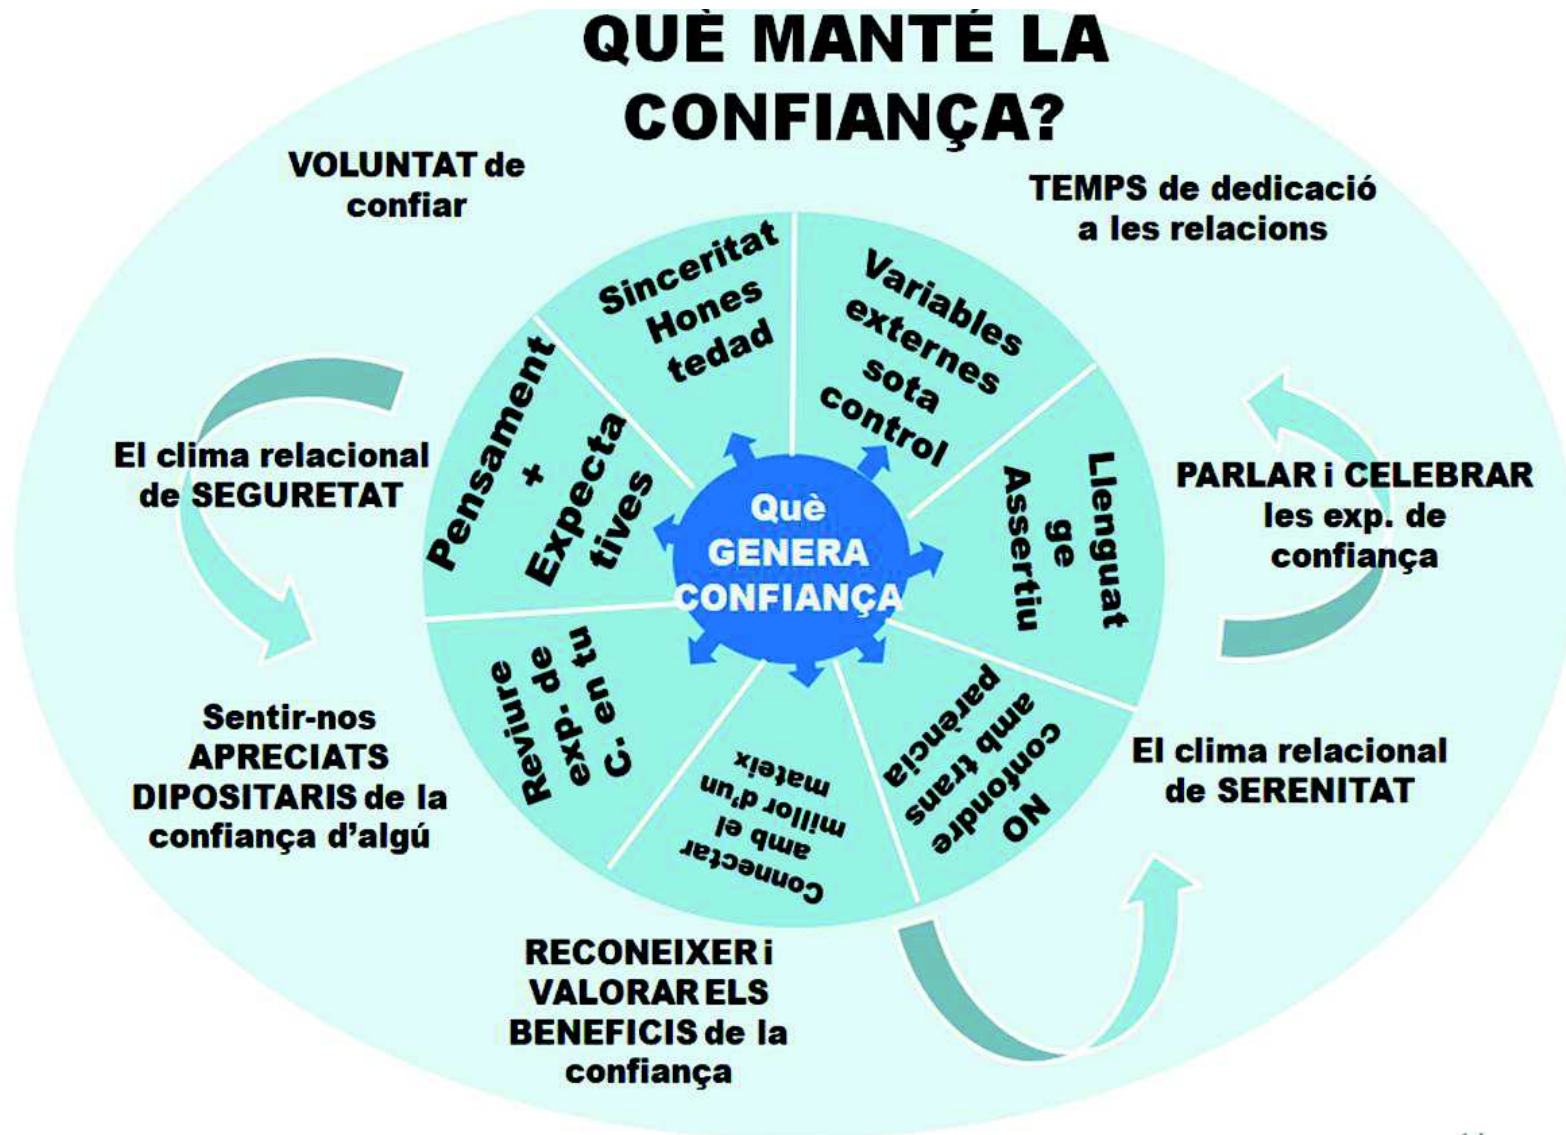 QUÈ MANTÉ LA
CONFIANÇA?
VOLUNTAT de
confiar
TEMPS de dedicació
a les relacions
Sinceritat
Hones
tedad
Variables
externes
sota
control
Pensament
+
Expecta
tives
Llenguat
ge
Assertiu
El clima relacional
de SEGURETAT
PARLAR i CELEBRAR
les exp. de
confiança
Què
GENERA
CONFIANÇA
Reviure
exp. de
C. en tu
Connectar
amb el
millor d'un
mateix
NO
confondre
amb trans
parència
Sentir-nos
APRECIATS
DIPOSITARIS de la
confiança d'algú
El clima relacional
de SERENITAT
RECONEIXER i
VALORAR ELS
BENEFICIS de la
confiança